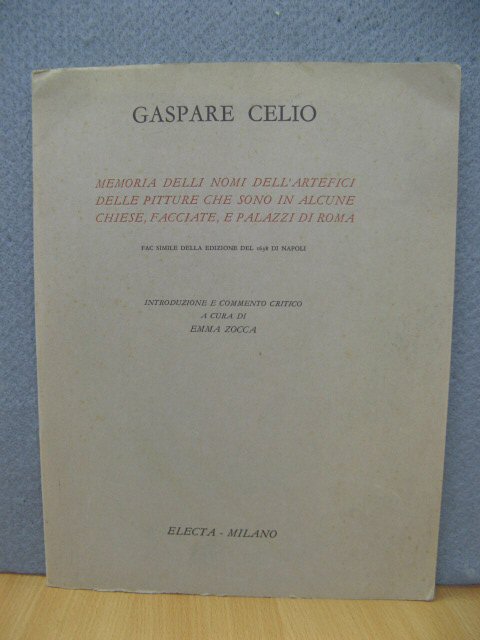 GASPARE CELIO
MEMORIA DELLI NOMI DELL'ARTEFICI
DELLE PITTURE CHE SONO IN ALCUNE
CHIESE, FACCIATE, E PALAZZI DI ROMA
FAC SIMILE DELLA EDIZIONE DEL 1638 DI NAPOLI
INTRODUZIONE E COMMENTO CRITICO
A CURA DI
EMMA ZOCCA
ELECTA - MILANO